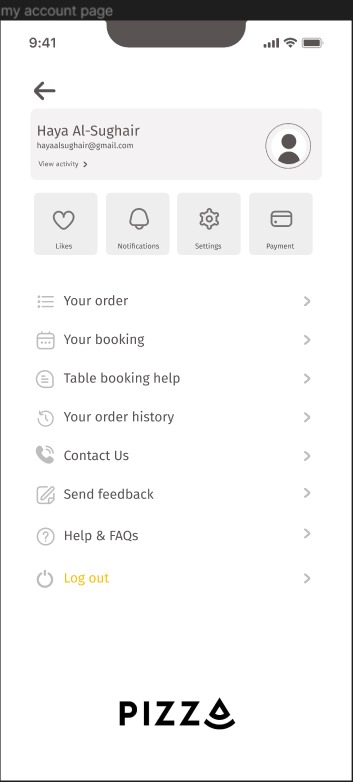 my account page
9:41
Haya Al-Sughair
hayaalsughair@gmail.com
View activity
Likes
Notifications
Settings
Payment
Your order
Your booking
Table booking help
Your order history
Contact Us
Send feedback
Help & FAQs
Log out
PIZZA